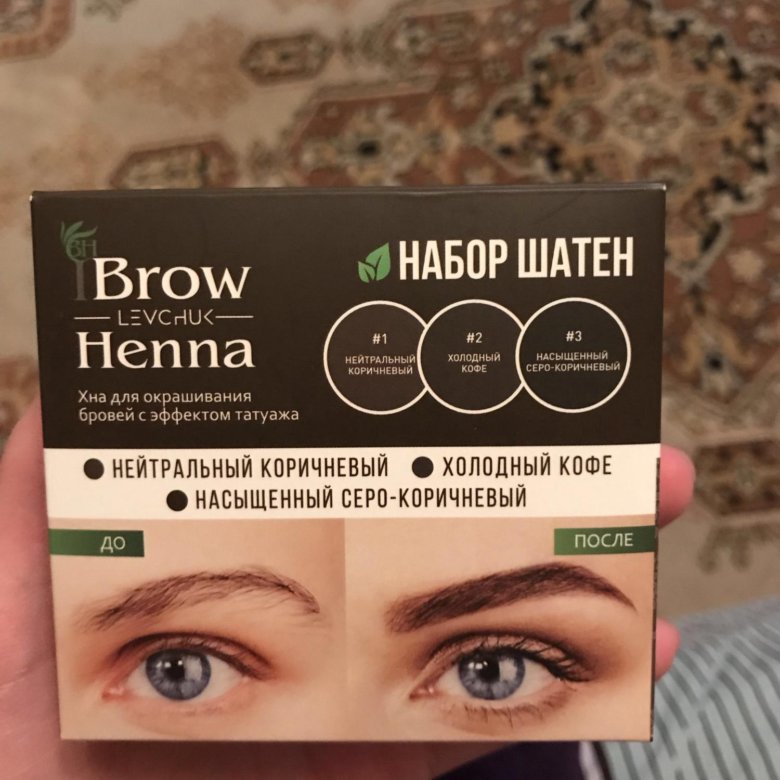 BH
Brow
LEVCHUK
Henna
Хна для окрашивания
бровей с эффектом татуажа
НАБОР ШАТЕН
#1
НЕЙТРАЛЬНЫЙ
КОРИЧНЕВЫЙ
#2
ХОЛОДНЫЙ
КОФЕ
#3
НАСЫЩЕННЫЙ
СЕРО-КОРИЧНЕВЫЙ
НЕЙТРАЛЬНЫЙ КОРИЧНЕВЫЙ ХОЛОДНЫЙ КОФЕ
НАСЫЩЕННЫЙ СЕРО-КОРИЧНЕВЫЙ
ДО
ПОСЛЕ